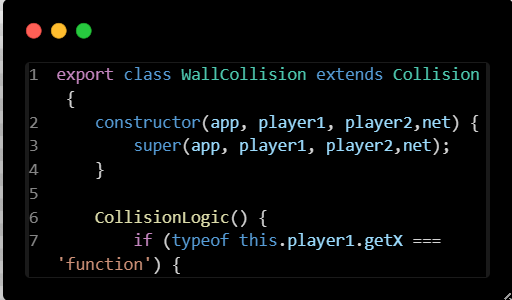 1 export class WallCollision extends Collision
{
2 constructor(app, player1, player2,net) {
3 super(app, player1, player2,net);
4 }
5
6 CollisionLogic() {
7 if (typeof this.player1.getX ===
'function') {